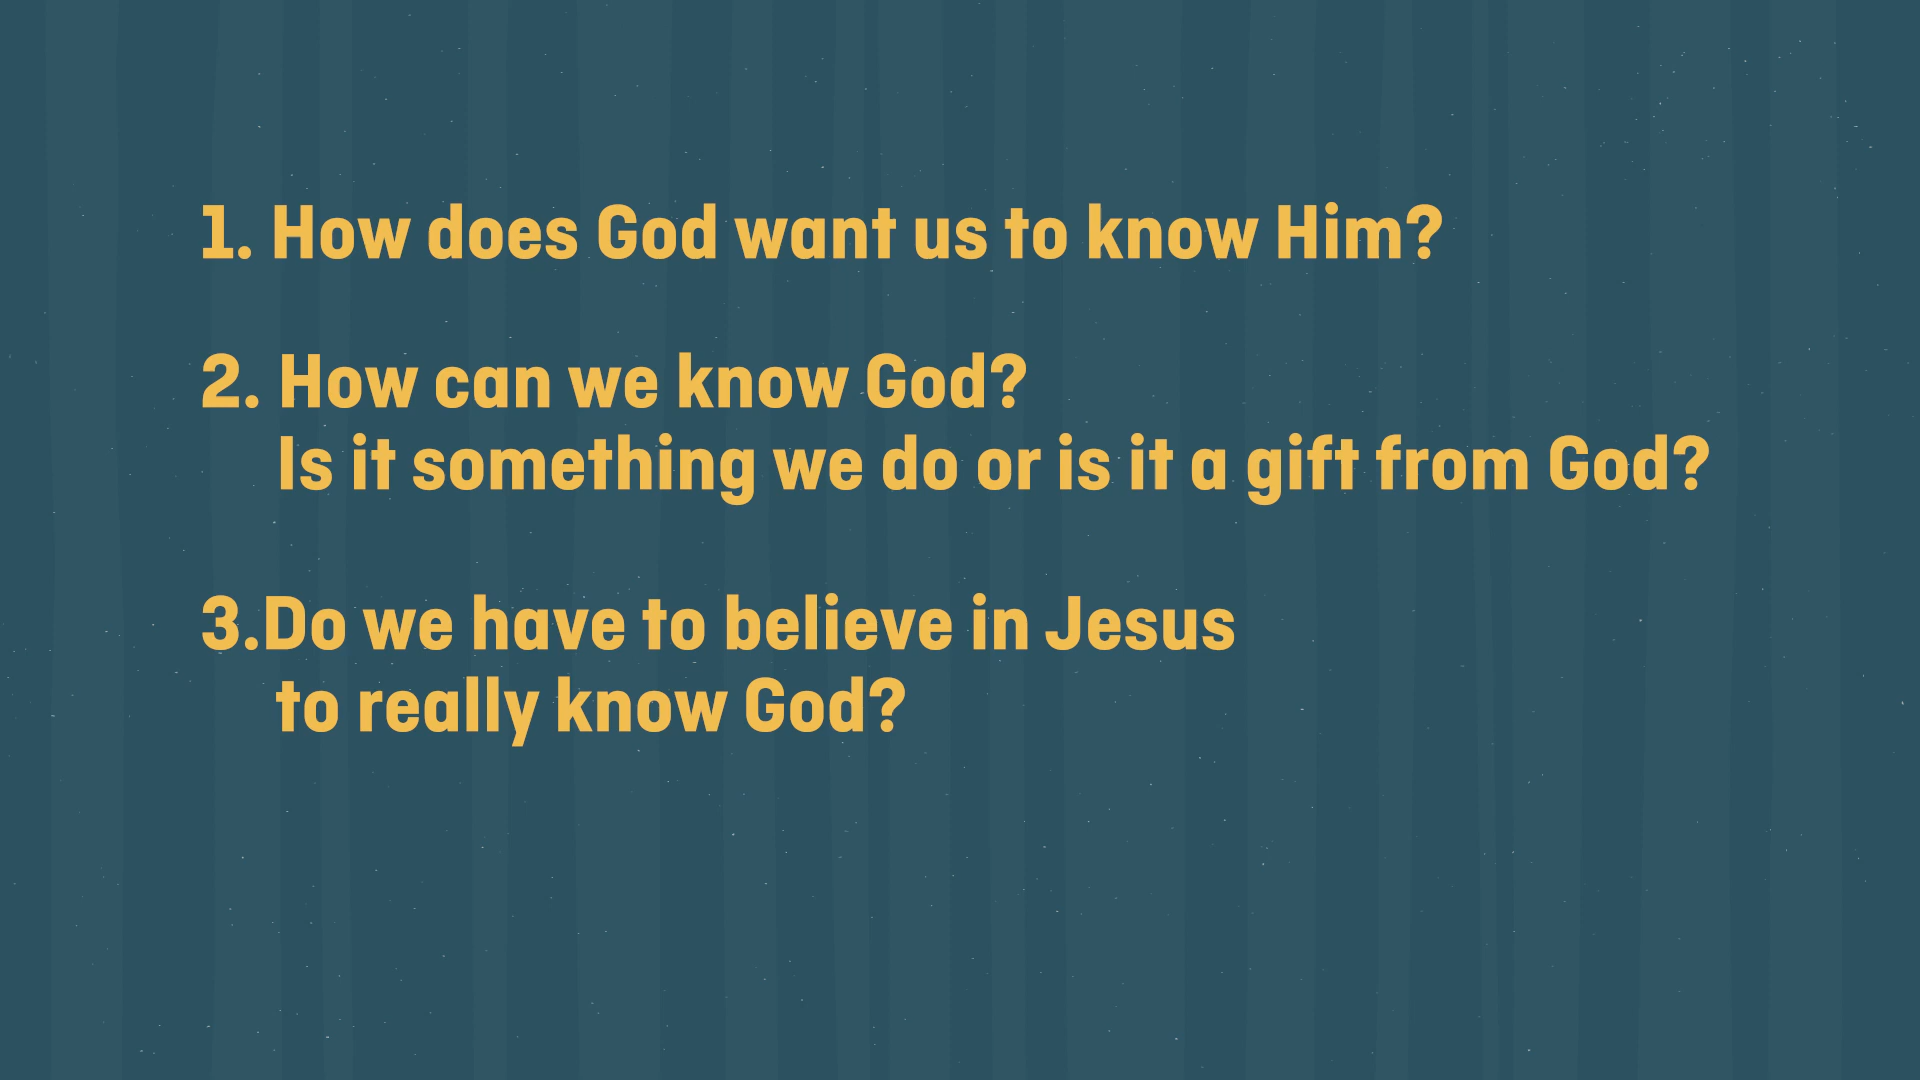 1. How does God want us to know Him?
2. How can we know God?
Is it something we do or is it a gift from God?
3.Do we have to believe in Jesus
to really know God?